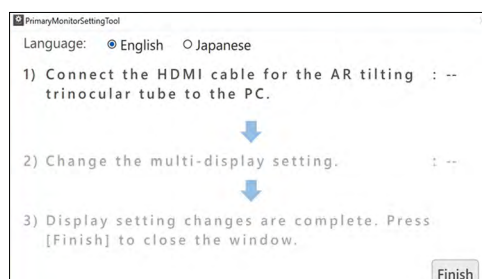 PrimaryMonitorSettingTool
Language: English Japanese
1) Connect the HDMI cable for the AR tilting : --
trinocular tube to the PC.
2) Change the multi-display setting. : --
3) Display setting changes are complete. Press
[Finish] to close the window.
Finish